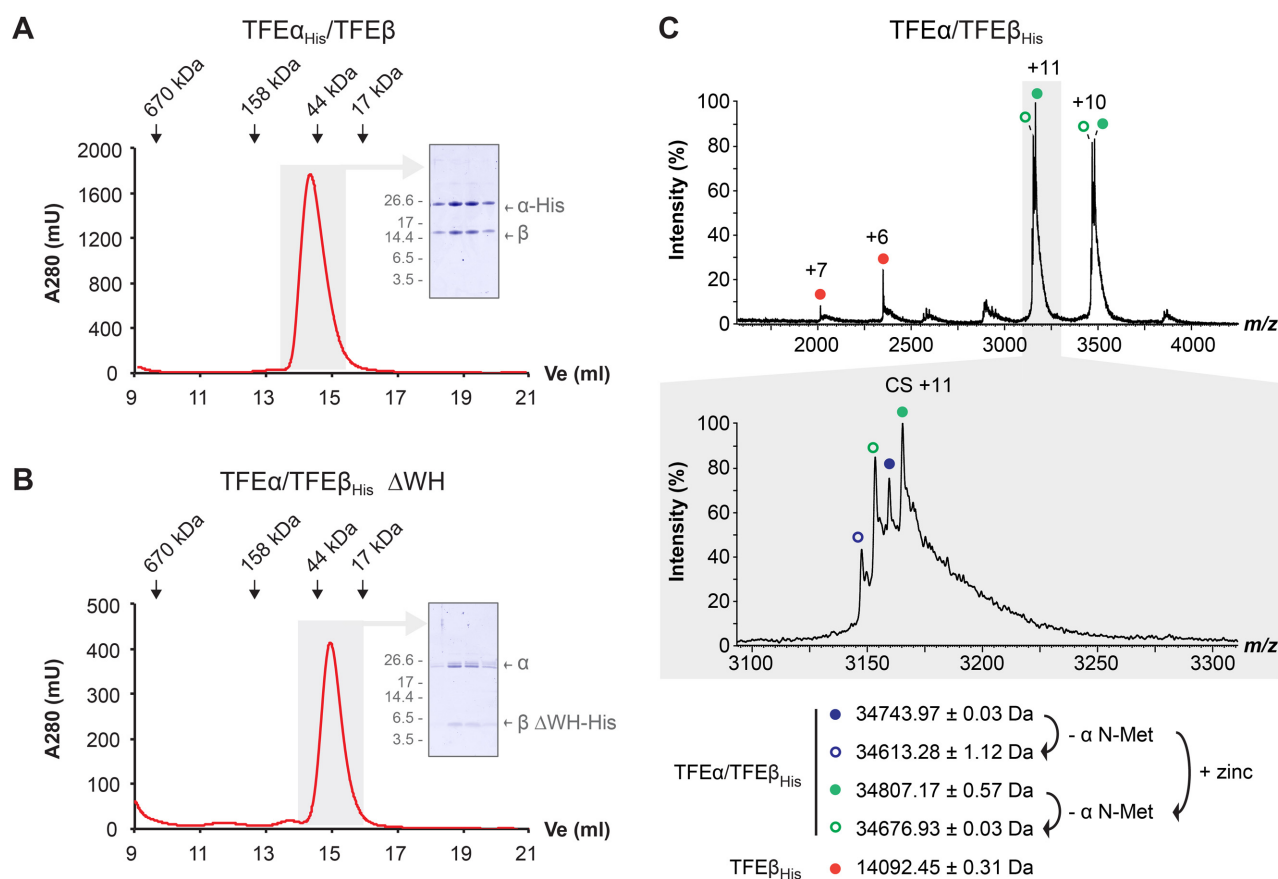 A
TFEα_His/TFEβ
670 kDa
158 kDa
44 kDa
17 kDa
A280 (mU)
2000
1600
1200
800
400
0
9
11
13
15
17
19
21
Ve (ml)
26.6 -
17 -
14.4 -
6.5 -
3.5 -
←α-His
←β
B
TFEα/TFEβ_His ΔWH
670 kDa
158 kDa
44 kDa
17 kDa
A280 (mU)
500
400
300
200
100
0
9
11
13
15
17
19
21
Ve (ml)
26.6 -
17 -
14.4 -
6.5 -
3.5 -
←α
←β ΔWH-His
C
TFEα/TFEβ_His
+11
+10
+6
+7
Intensity (%)
100
80
60
40
20
0
2000
2500
3000
3500
4000
m/z
CS +11
Intensity (%)
100
80
60
40
20
0
3100
3150
3200
3250
3300
m/z
TFEα/TFEβ_His
34743.97 ± 0.03 Da
34613.28 ± 1.12 Da
34807.17 ± 0.57 Da
34676.93 ± 0.03 Da
- α N-Met
- α N-Met
+ zinc
TFEβ_His
14092.45 ± 0.31 Da